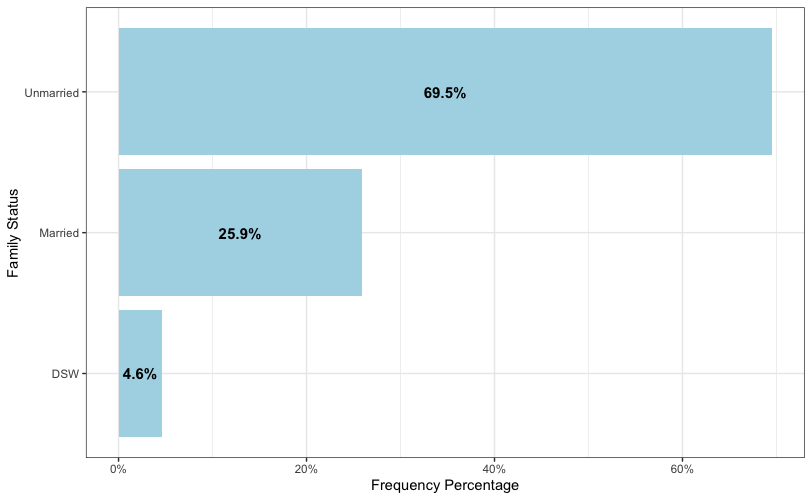 Family Status
Unmarried
69.5%
Married
25.9%
DSW
4.6%
0%
20%
40%
60%
Frequency Percentage